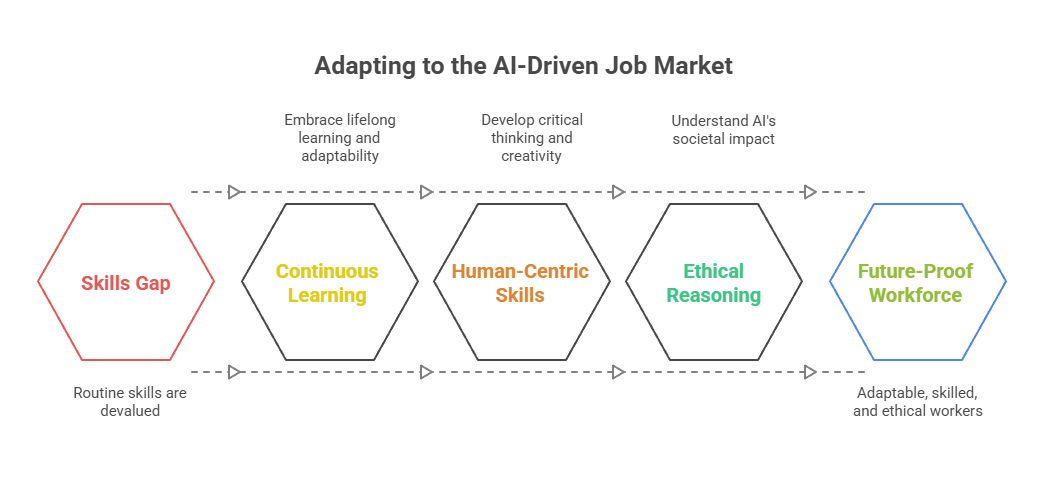 Adapting to the AI-Driven Job Market
Embrace lifelong
learning and
adaptability
Develop critical
thinking and
creativity
Understand AI's
societal impact
Skills Gap
Continuous
Learning
Human-Centric
Skills
Ethical
Reasoning
Future-Proof
Workforce
Routine skills are
devalued
Adaptable, skilled,
and ethical workers